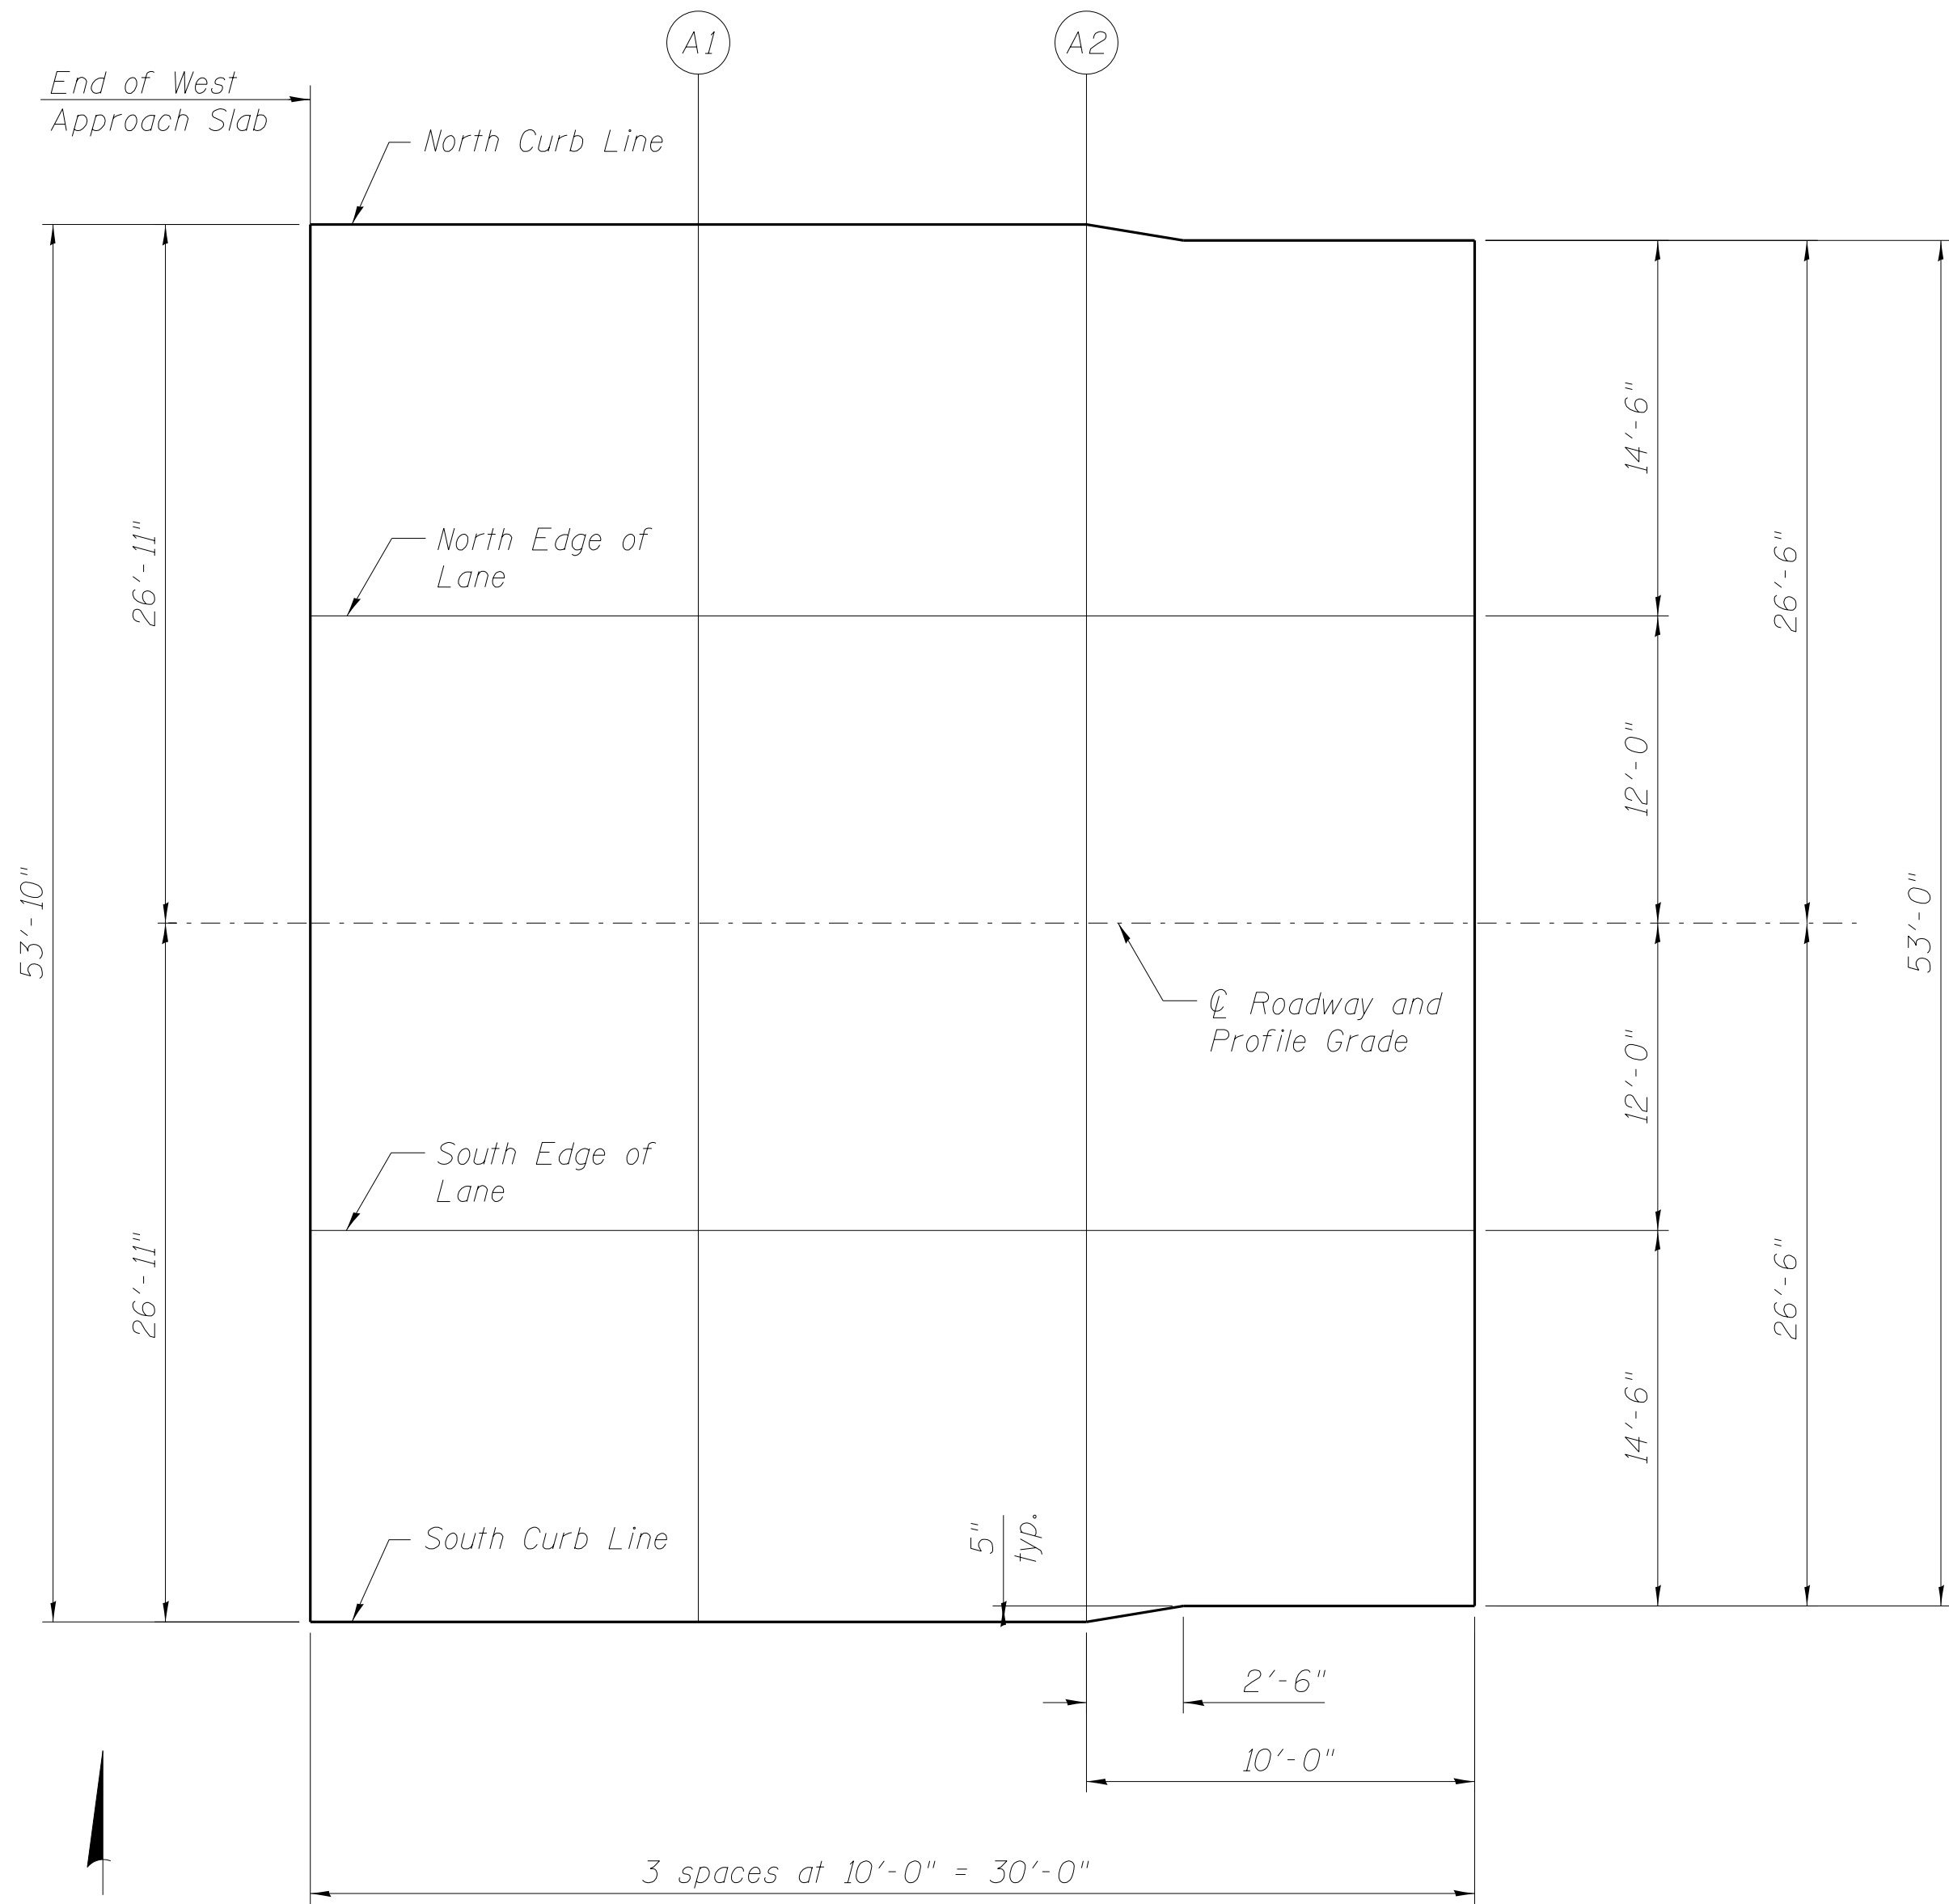 A1
A2
End of West
Approach Slab
North Curb Line
14'-6"
26'-11"
North Edge of
Lane
26'-6"
12'-0"
53'-10"
53'-0"
℄ Roadway and
Profile Grade
12'-0"
South Edge of
Lane
26'-11"
26'-6"
14'-6"
South Curb Line
5"
typ.
2'-6"
10'-0"
3 spaces at 10'-0" = 30'-0"